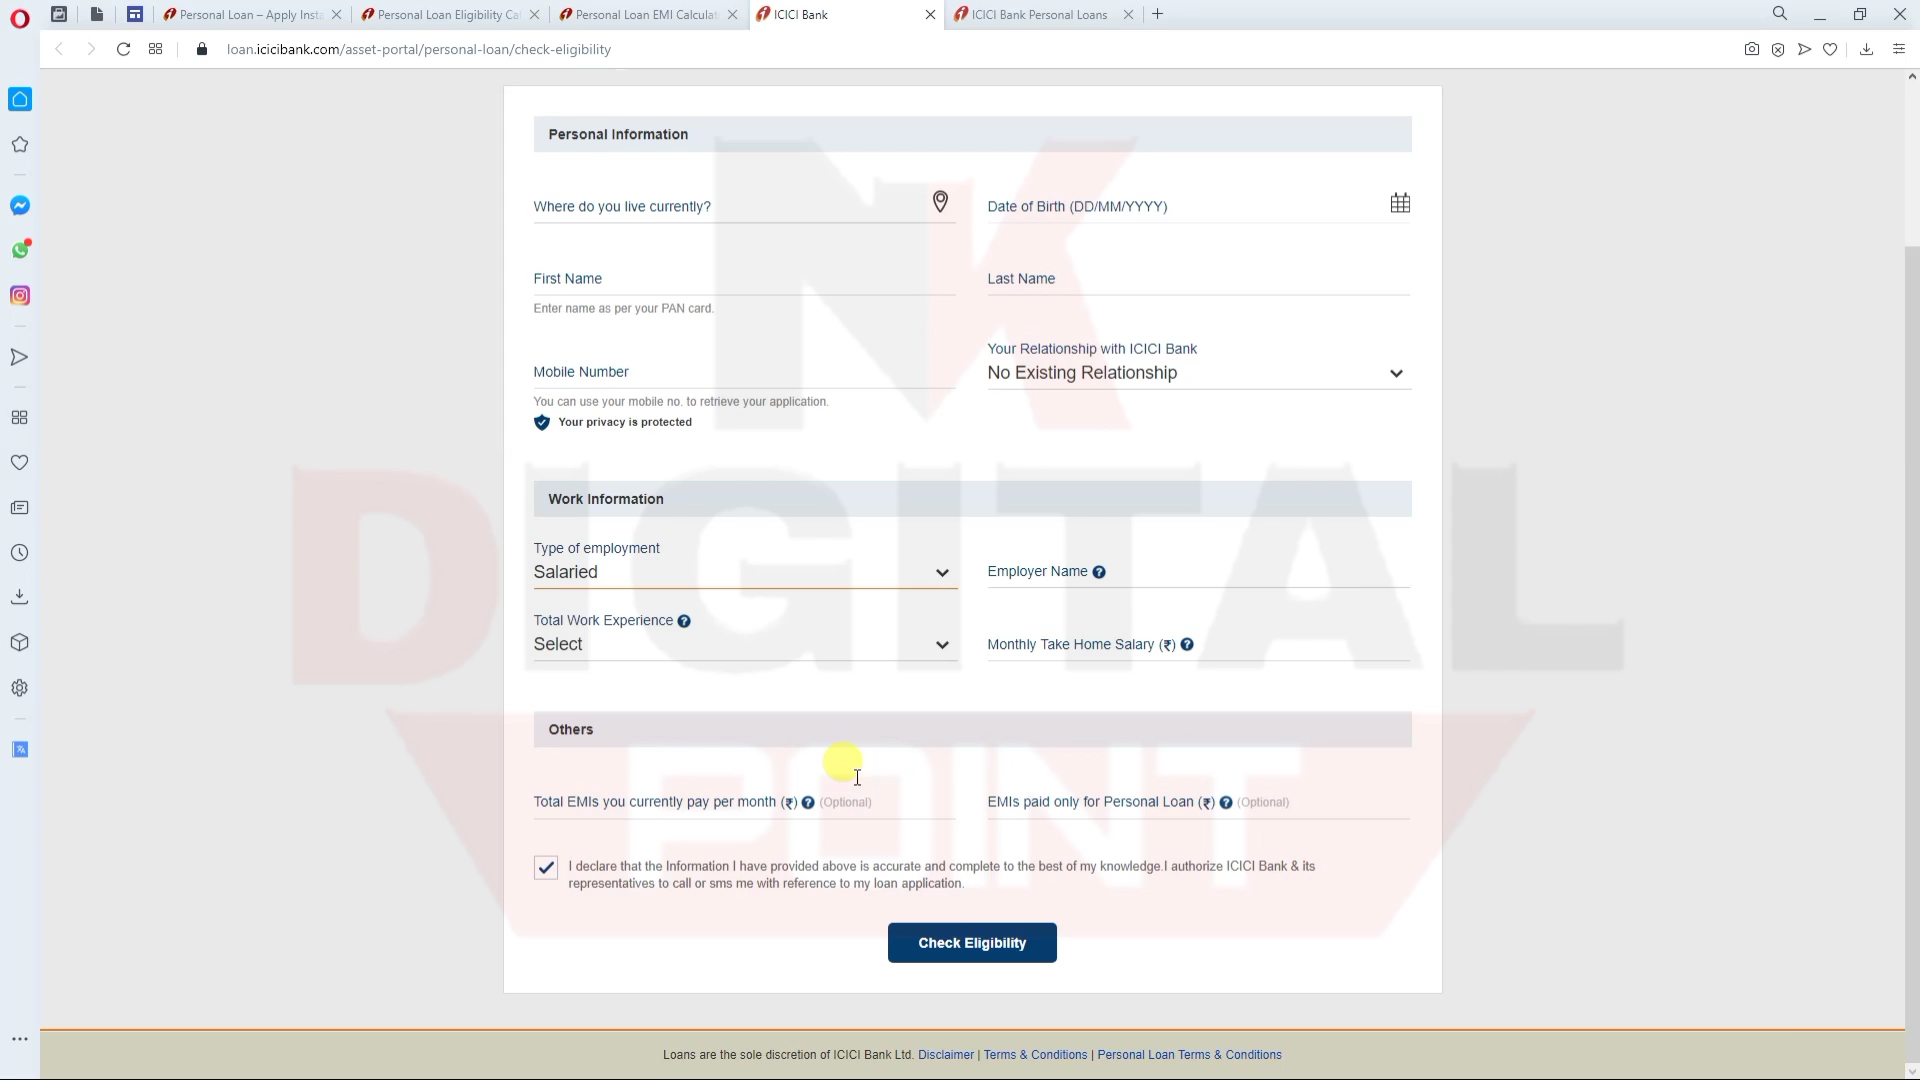 Personal Loan – Apply Insta
Personal Loan Eligibility Cal
Personal Loan EMI Calculat
ICICI Bank
ICICI Bank Personal Loans
loan.icicibank.com/asset-portal/personal-loan/check-eligibility
Personal Information
Where do you live currently?
Date of Birth (DD/MM/YYYY)
First Name
Last Name
Enter name as per your PAN card.
Your Relationship with ICICI Bank
No Existing Relationship
Mobile Number
You can use your mobile no. to retrieve your application.
Your privacy is protected
Work Information
Type of employment
Salaried
Employer Name ?
Total Work Experience ?
Select
Monthly Take Home Salary (₹) ?
Others
Total EMIs you currently pay per month (₹) ? (Optional)
EMIs paid only for Personal Loan (₹) ? (Optional)
I declare that the Information I have provided above is accurate and complete to the best of my knowledge.I authorize ICICI Bank & its
representatives to call or sms me with reference to my loan application.
Check Eligibility
Loans are the sole discretion of ICICI Bank Ltd. Disclaimer | Terms & Conditions | Personal Loan Terms & Conditions
NK
DIGITAL
POINT